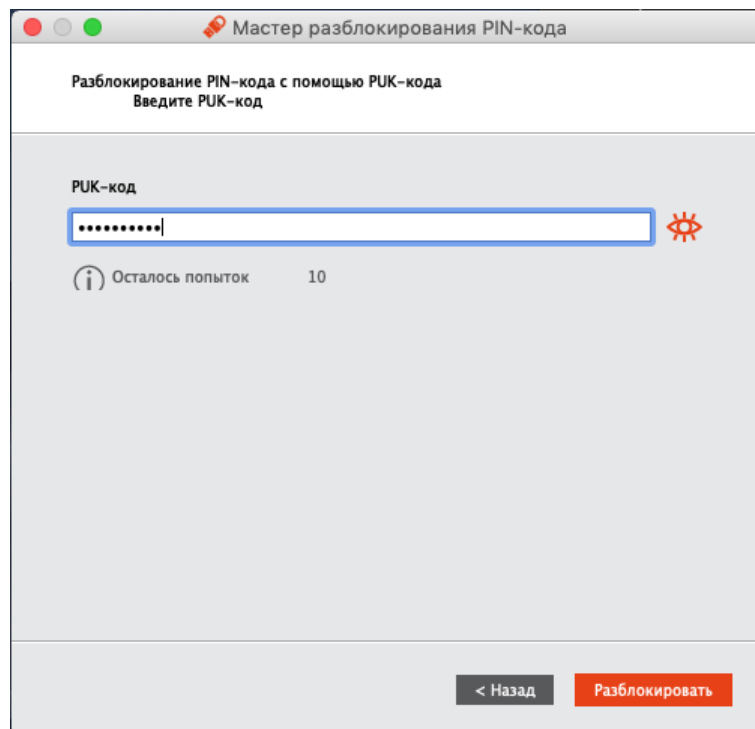 Мастер разблокирования PIN-кода
Разблокирование PIN-кода с помощью PUK-кода
Введите PUK-код
PUK-код
••••••••••
Осталось попыток 10
< Назад
Разблокировать